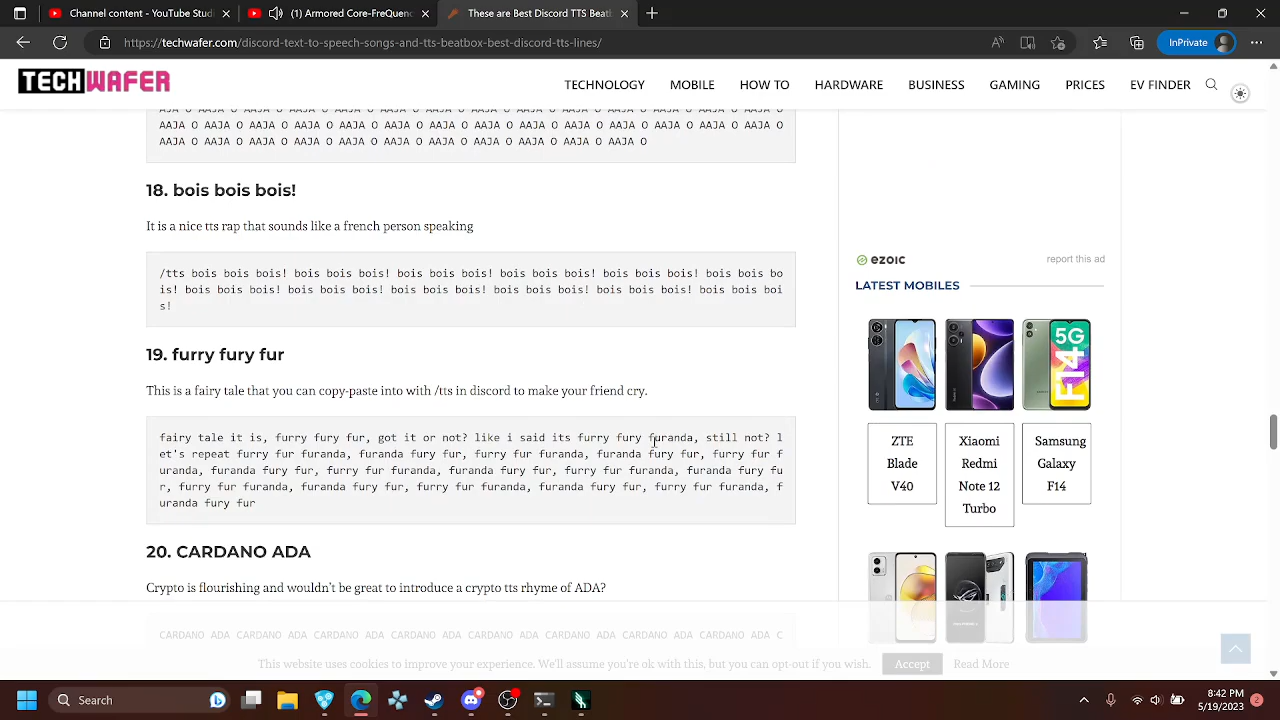 Channel content - YouTube Studi
(1) Armored Core-FreQuenc
These are Best Discord TTS Beatb
https://techwafer.com/discord-text-to-speech-songs-and-tts-beatbox-best-discord-tts-lines/
InPrivate
TECHWAFER
TECHNOLOGY MOBILE HOW TO HARDWARE BUSINESS GAMING PRICES EV FINDER
AJA O AAJA O AAJA O AAJA O AAJA O AAJA O AAJA O AAJA O AAJA O AAJA O AAJA O
AAJA O AAJA O AAJA O AAJA O AAJA O AAJA O AAJA O AAJA O AAJA O AAJA O AAJA O
AAJA O AAJA O AAJA O AAJA O AAJA O AAJA O AAJA O AAJA O AAJA O
18. bois bois bois!
It is a nice tts rap that sounds like a french person speaking
/tts bois bois bois! bois bois bois! bois bois bois! bois bois bois! bois bois bois! bois bois bo
is! bois bois bois! bois bois bois! bois bois bois! bois bois bois! bois bois bois! bois bois boi
s!
19. furry fury fur
This is a fairy tale that you can copy-paste into with /tts in discord to make your friend cry.
fairy tale it is, furry fury fur, got it or not? like i said its furry fury furanda, still not? l
et's repeat furry fur furanda, furanda fury fur, furry fur furanda, furanda fury fur, furry fur f
uranda, furanda fury fur, furry fur furanda, furanda fury fur, furry fur furanda, furanda fury fu
r, furry fur furanda, furanda fury fur, furry fur furanda, furanda fury fur, furry fur furanda, f
uranda fury fur
20. CARDANO ADA
Crypto is flourishing and wouldn't be great to introduce a crypto tts rhyme of ADA?
CARDANO ADA CARDANO ADA CARDANO ADA CARDANO ADA CARDANO ADA CARDANO ADA CARDANO ADA CARDANO ADA C
ezoic
report this ad
LATEST MOBILES
5G
F14
ZTE
Blade
V40
Xiaomi
Redmi
Note 12
Turbo
Samsung
Galaxy
F14
This website uses cookies to improve your experience. We'll assume you're ok with this, but you can opt-out if you wish.
Accept
Read More
Search
8:42 PM
5/19/2023
2